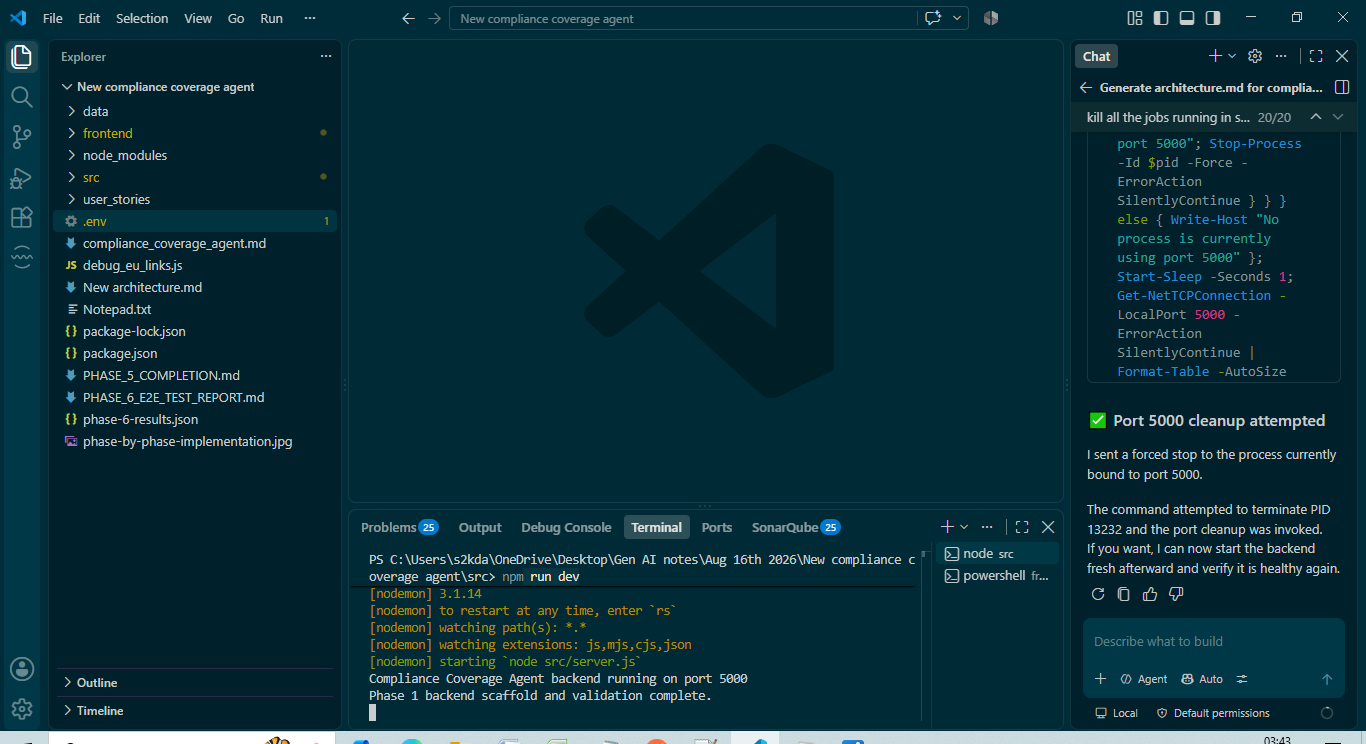 File Edit Selection View Go Run ...
New compliance coverage agent
Explorer
New compliance coverage agent
data
frontend
node_modules
src
user_stories
.env 1
compliance_coverage_agent.md
JS debug_eu_links.js
New architecture.md
Notepad.txt
{} package-lock.json
{} package.json
PHASE_5_COMPLETION.md
PHASE_6_E2E_TEST_REPORT.md
{} phase-6-results.json
phase-by-phase-implementation.jpg
Outline
Timeline
Problems 25 Output Debug Console Terminal Ports SonarQube 25
PS C:\Users\s2kda\OneDrive\Desktop\Gen AI notes\Aug 16th 2026\New compliance c
overage agent\src> npm run dev
[nodemon] 3.1.14
[nodemon] to restart at any time, enter `rs`
[nodemon] watching path(s): *.*
[nodemon] watching extensions: js,mjs,cjs,json
[nodemon] starting `node src/server.js`
Compliance Coverage Agent backend running on port 5000
Phase 1 backend scaffold and validation complete.
node src
powershell fr...
Chat
Generate architecture.md for complia...
kill all the jobs running in s... 20/20
port 5000"; Stop-Process
-Id $pid -Force -
ErrorAction
SilentlyContinue } } }
else { Write-Host "No
process is currently
using port 5000" };
Start-Sleep -Seconds 1;
Get-NetTCPConnection -
LocalPort 5000 -
ErrorAction
SilentlyContinue |
Format-Table -AutoSize
✅ Port 5000 cleanup attempted
I sent a forced stop to the process currently
bound to port 5000.
The command attempted to terminate PID
13232 and the port cleanup was invoked.
If you want, I can now start the backend
fresh afterward and verify it is healthy again.
Describe what to build
Agent Auto
Local Default permissions
03:43